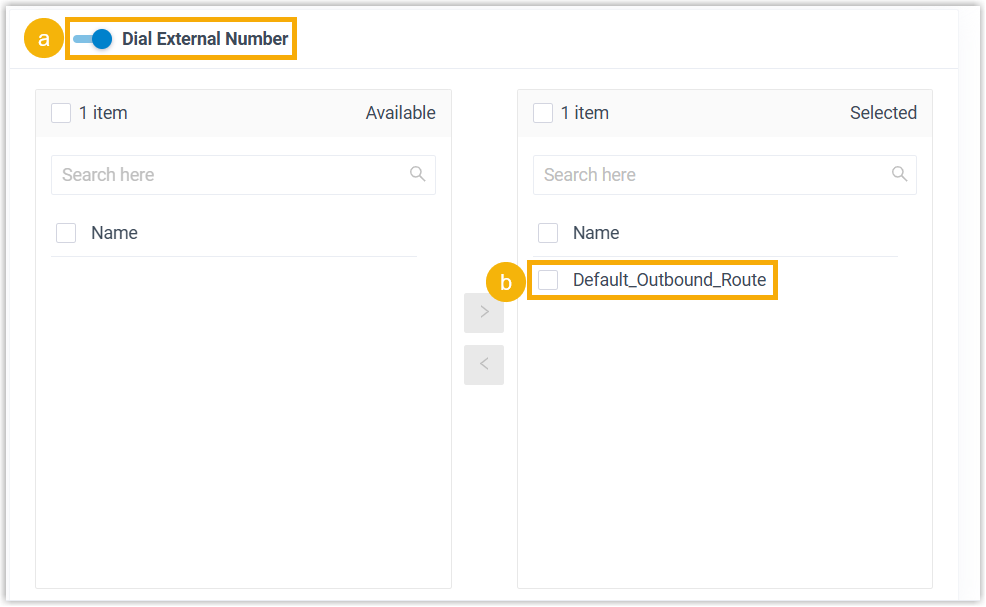 a
Dial External Number
1 item
Available
Search here
Name
1 item
Selected
Search here
Name
b
Default_Outbound_Route
>
<